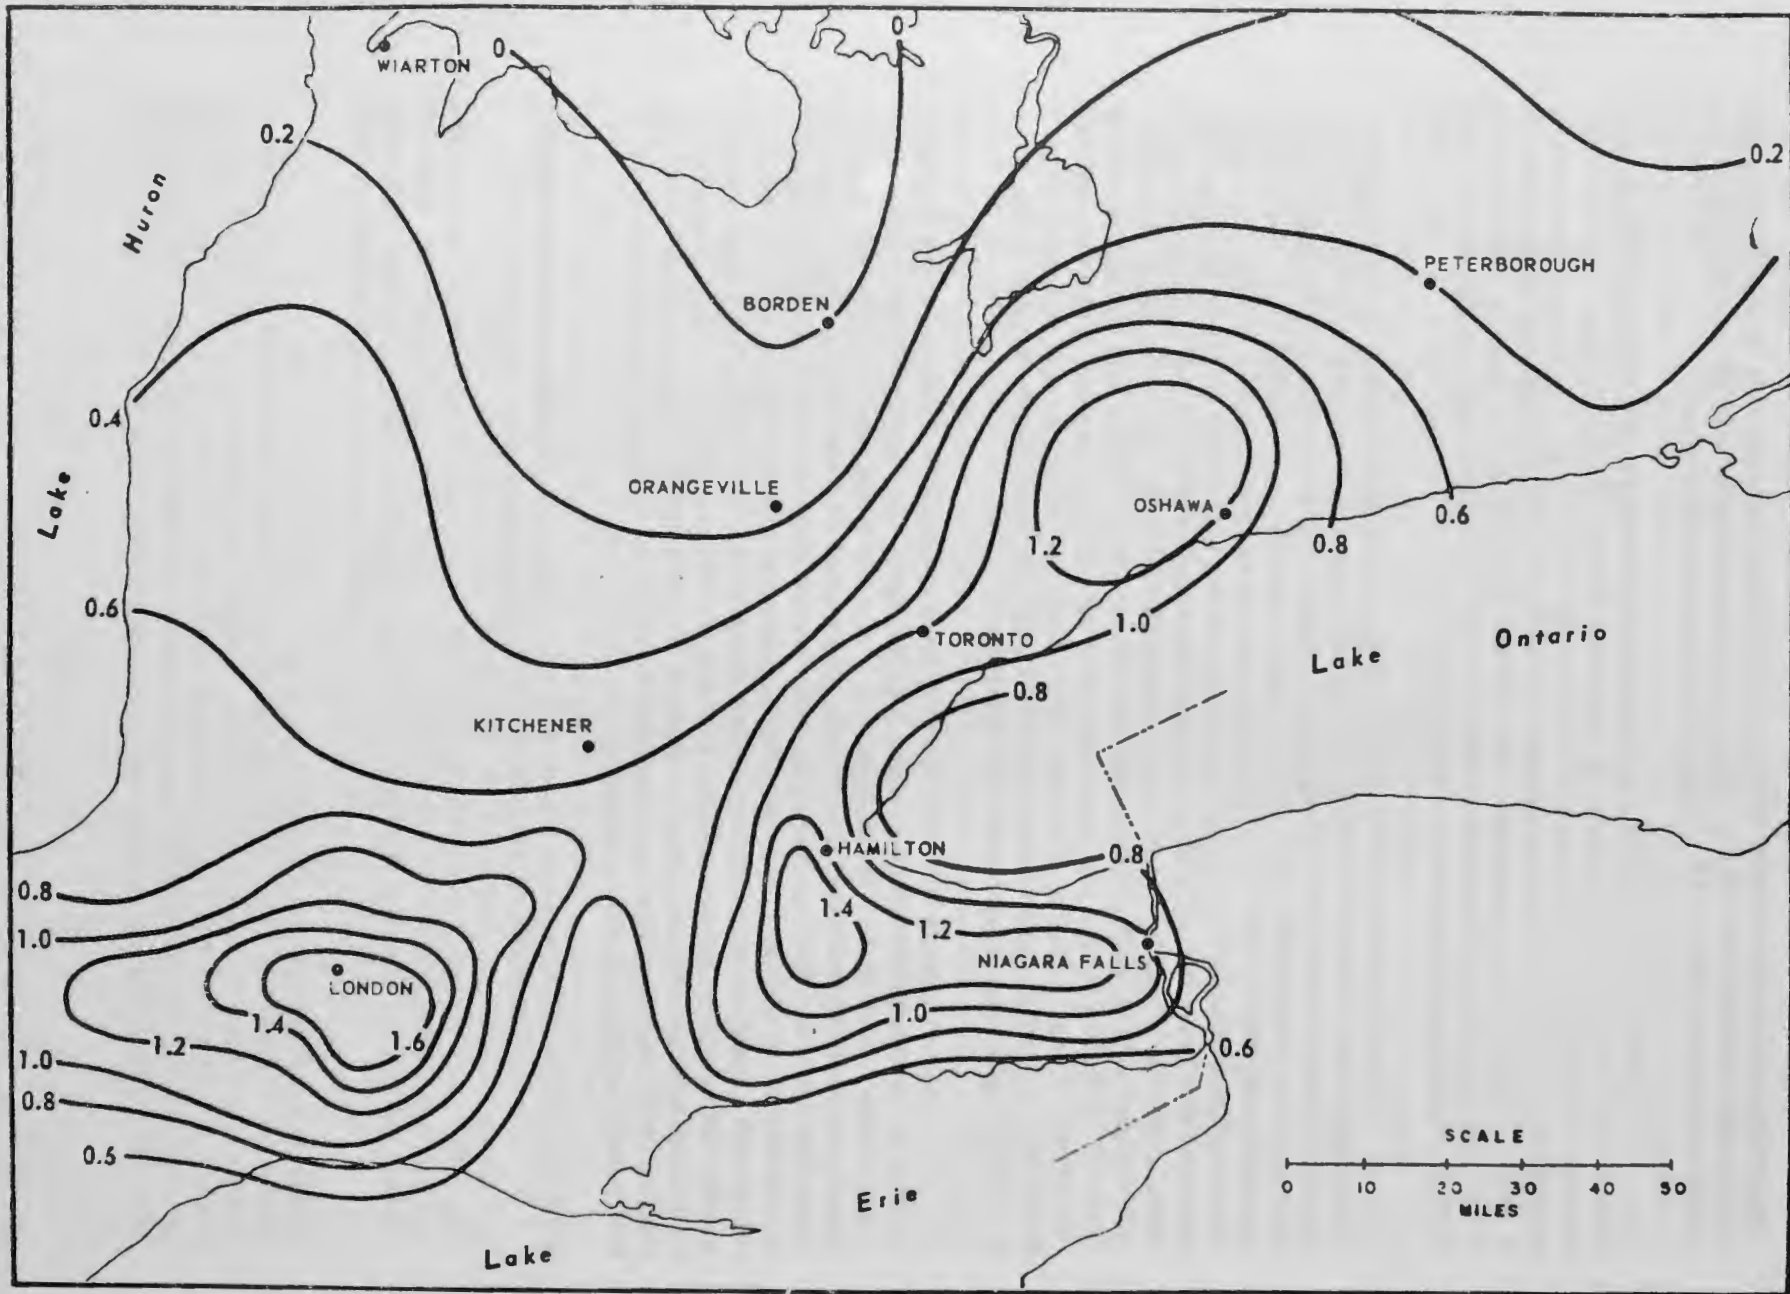 0
0
WIARTON
0.2
0.2
Huron
PETERBOROUGH
BORDEN
0.4
Lake
ORANGEVILLE
OSHAWA
0.6
1.2
0.8
0.6
1.0
TORONTO
Lake Ontario
0.8
KITCHENER
HAMILTON
0.8
0.8
1.4
1.2
1.0
NIAGARA FALLS
LONDON
1.0
1.4
1.6
1.2
1.0
0.6
0.8
0.6
SCALE
0 10 20 30 40 50
MILES
Erie
Lake